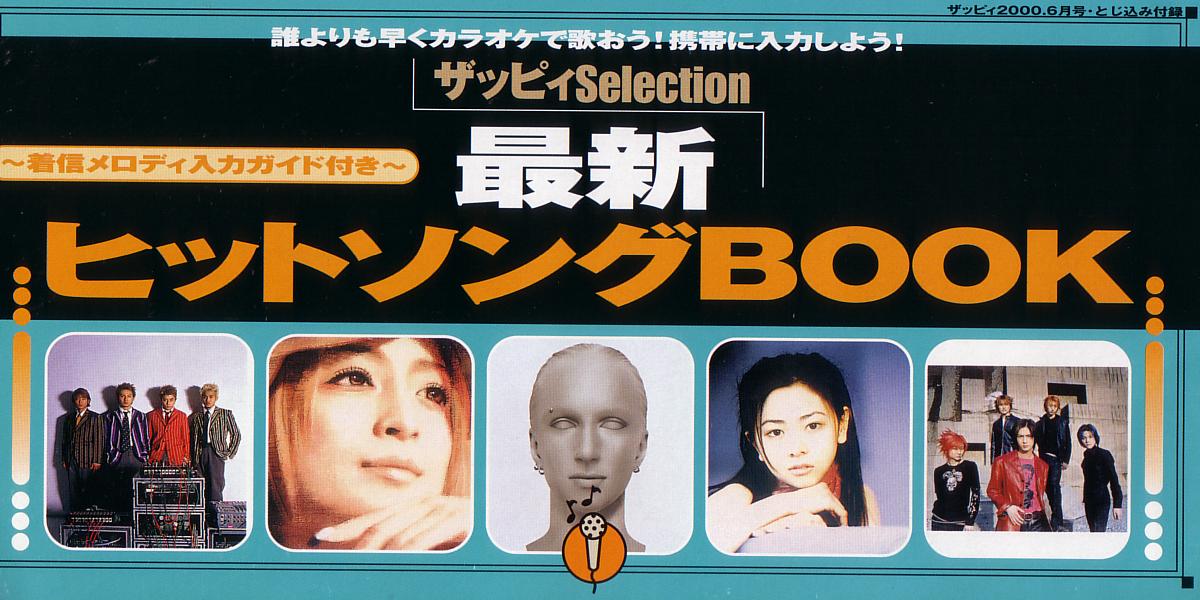 ザッピィ2000.6月号・とじ込み付録
誰よりも早くカラオケで歌おう!携帯に入力しよう!
ザッピィSelection
最新
〜着信メロディ入力ガイド付き〜
ヒットソングBOOK